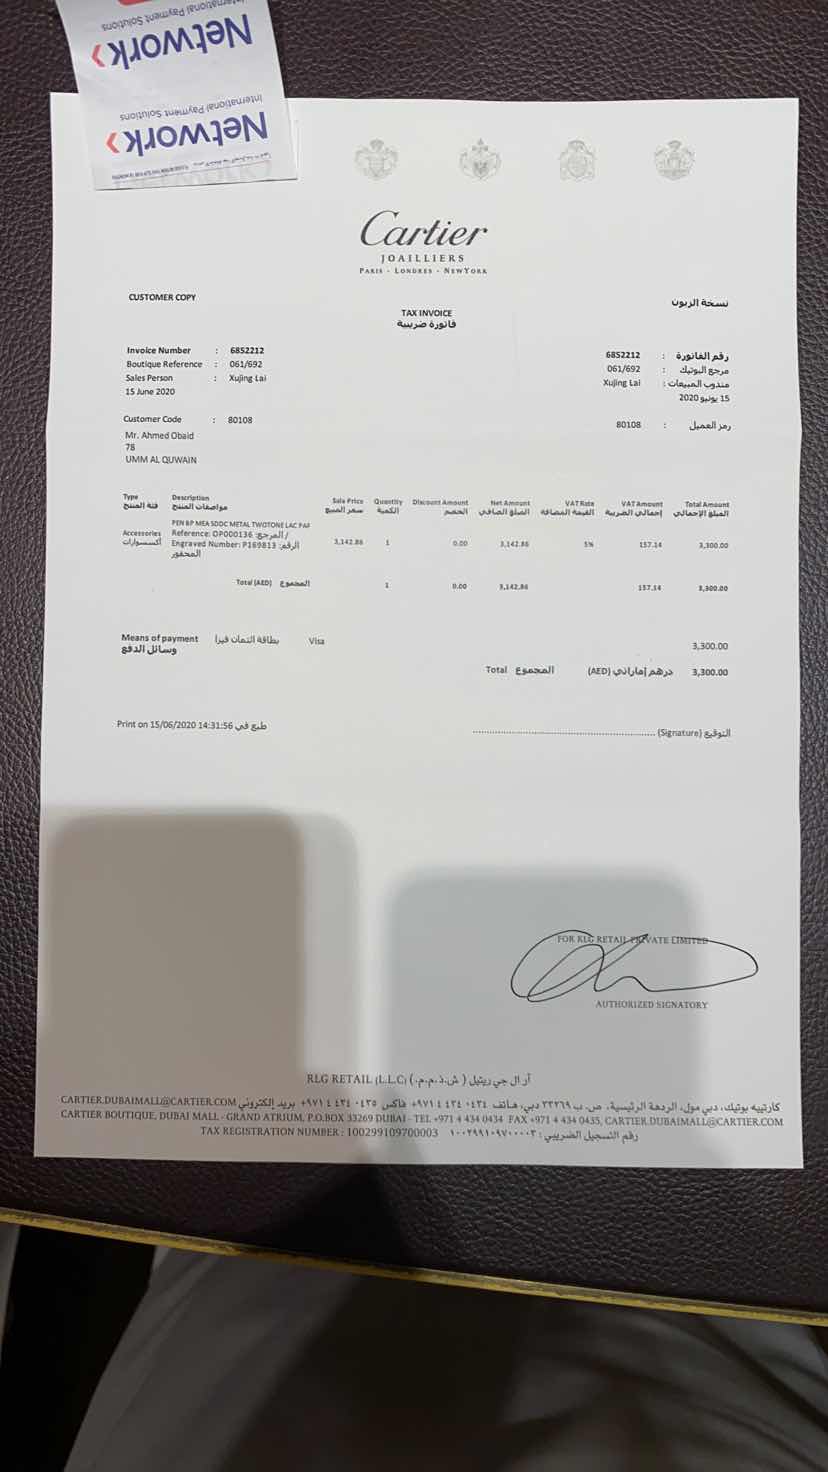 International Payment Solutions
Network
International Payment Solutions
Network
Cartier
JOAILLIERS
PARIS - LONDRES - NEWYORK
CUSTOMER COPY
نسخة الزبون
TAX INVOICE
فاتورة ضريبية
Invoice Number : 6852212
6852212 : رقم الفاتورة
Boutique Reference : 061/692
061/692 : مرجع البوتيك
Sales Person : Xujing Lai
Xujing Lai : مندوب المبيعات
15 June 2020
15 يونيو 2020
Customer Code : 80108
80108 : رمز العميل
Mr. Ahmed Obaid
78
UMM AL QUWAIN
Type Description Sale Price Quantity Discount Amount Net Amount VAT Rate VAT Amount Total Amount
فئة المنتج مواصفات المنتج سعر المبيع الكمية الخصم المبلغ الصافي القيمة المضافة إجمالي الضريبة المبلغ الإجمالي
PEN BP MEA SDDC METAL TWOTONE LAC PAF
Accessories Reference: OP000136 :المرجع /
أكسسوارات Engraved Number: P169813 :الرقم 3,142.86 1 0.00 3,142.86 5% 157.14 3,300.00
المحفور
Total (AED) المجموع 1 0.00 3,142.86 157.14 3,300.00
Means of payment بطاقة ائتمان فيزا Visa 3,300.00
وسائل الدفع
Total المجموع درهم إماراتي (AED) 3,300.00
Print on 15/06/2020 14:31:56 طبع في
التوقيع (Signature)
FOR RLG RETAIL PRIVATE LIMITED
AUTHORIZED SIGNATORY
RLG RETAIL (L.L.C) (.ش.ذ.م.م) آر ال جي ريتيل
كارتييه بوتيك، دبي مول، الردهة الرئيسية، ص. ب ٣٣٢٦٩ دبي، هاتف ٠٤٣٤ ٤٣٤ ٤ ٩٧١+ فاكس ٠٤٣٥ ٤٣٤ ٤ ٩٧١+ بريد إلكتروني CARTIER.DUBAIMALL@CARTIER.COM
CARTIER BOUTIQUE, DUBAI MALL - GRAND ATRIUM, P.O.BOX 33269 DUBAI - TEL +971 4 434 0434 FAX +971 4 434 0435, CARTIER.DUBAIMALL@CARTIER.COM
TAX REGISTRATION NUMBER : 100299109700003 رقم التسجيل الضريبي : ١٠٠٢٩٩١٠٩٧٠٠٠٠٣